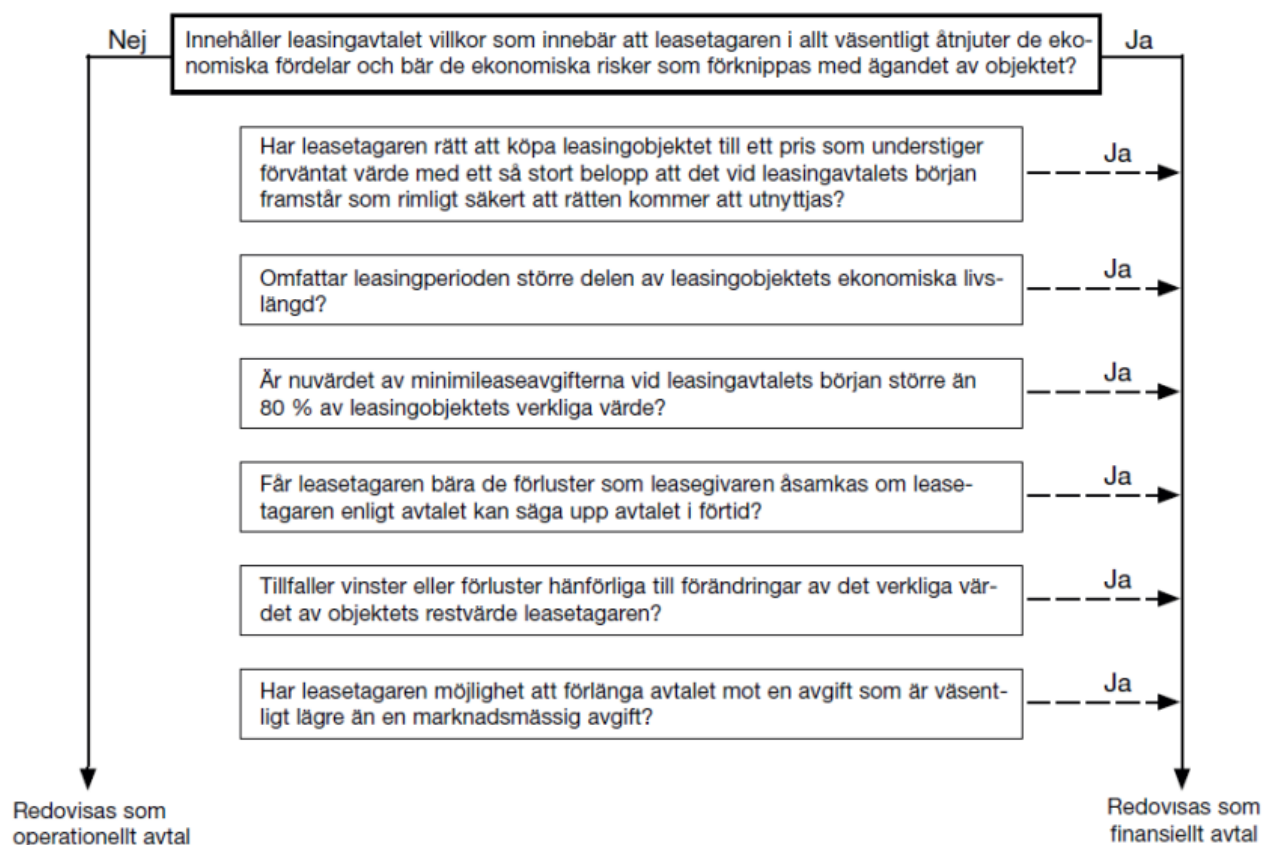 Nej
Innehåller leasingavtalet villkor som innebär att leasetagaren i allt väsentligt åtnjuter de eko-
nomiska fördelar och bär de ekonomiska risker som förknippas med ägandet av objektet?
Ja
Har leasetagaren rätt att köpa leasingobjektet till ett pris som understiger
förväntat värde med ett så stort belopp att det vid leasingavtalets början
framstår som rimligt säkert att rätten kommer att utnyttjas?
Ja
Omfattar leasingperioden större delen av leasingobjektets ekonomiska livs-
längd?
Ja
Är nuvärdet av minimileaseavgifterna vid leasingavtalets början större än
80 % av leasingobjektets verkliga värde?
Ja
Får leasetagaren bära de förluster som leasegivaren åsamkas om lease-
tagaren enligt avtalet kan säga upp avtalet i förtid?
Ja
Tillfaller vinster eller förluster hänförliga till förändringar av det verkliga vär-
det av objektets restvärde leasetagaren?
Ja
Har leasetagaren möjlighet att förlänga avtalet mot en avgift som är väsent-
ligt lägre än en marknadsmässig avgift?
Ja
Redovisas som
operationellt avtal
Redovisas som
finansiellt avtal